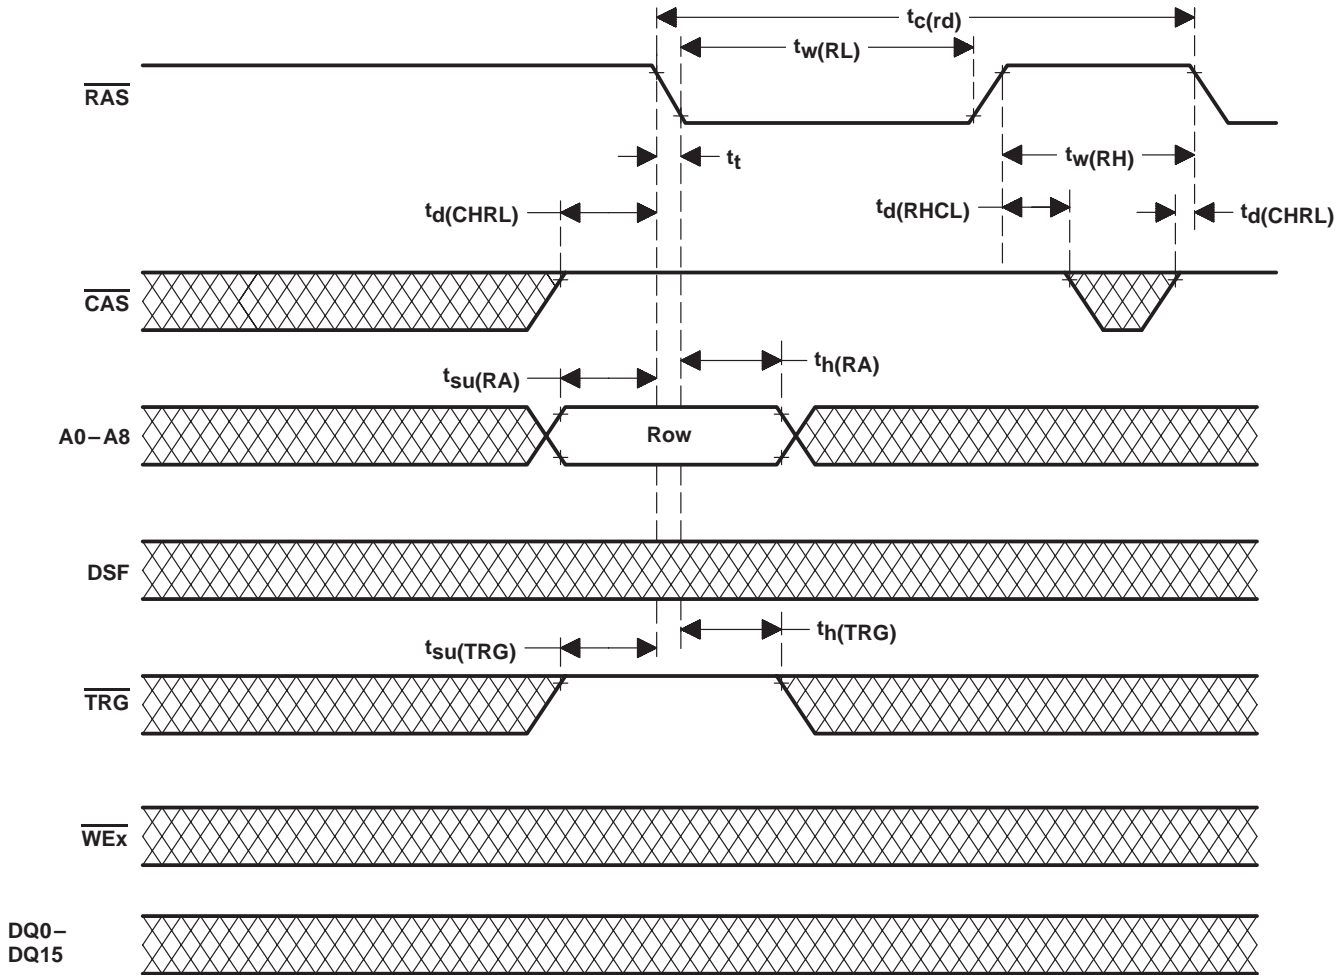 tc(rd)
tw(RL)
RAS
tt
tw(RH)
td(CHRL)
td(RHCL)
td(CHRL)
CAS
tsu(RA)
th(RA)
A0–A8
Row
DSF
tsu(TRG)
th(TRG)
TRG
WEx
DQ0–
DQ15